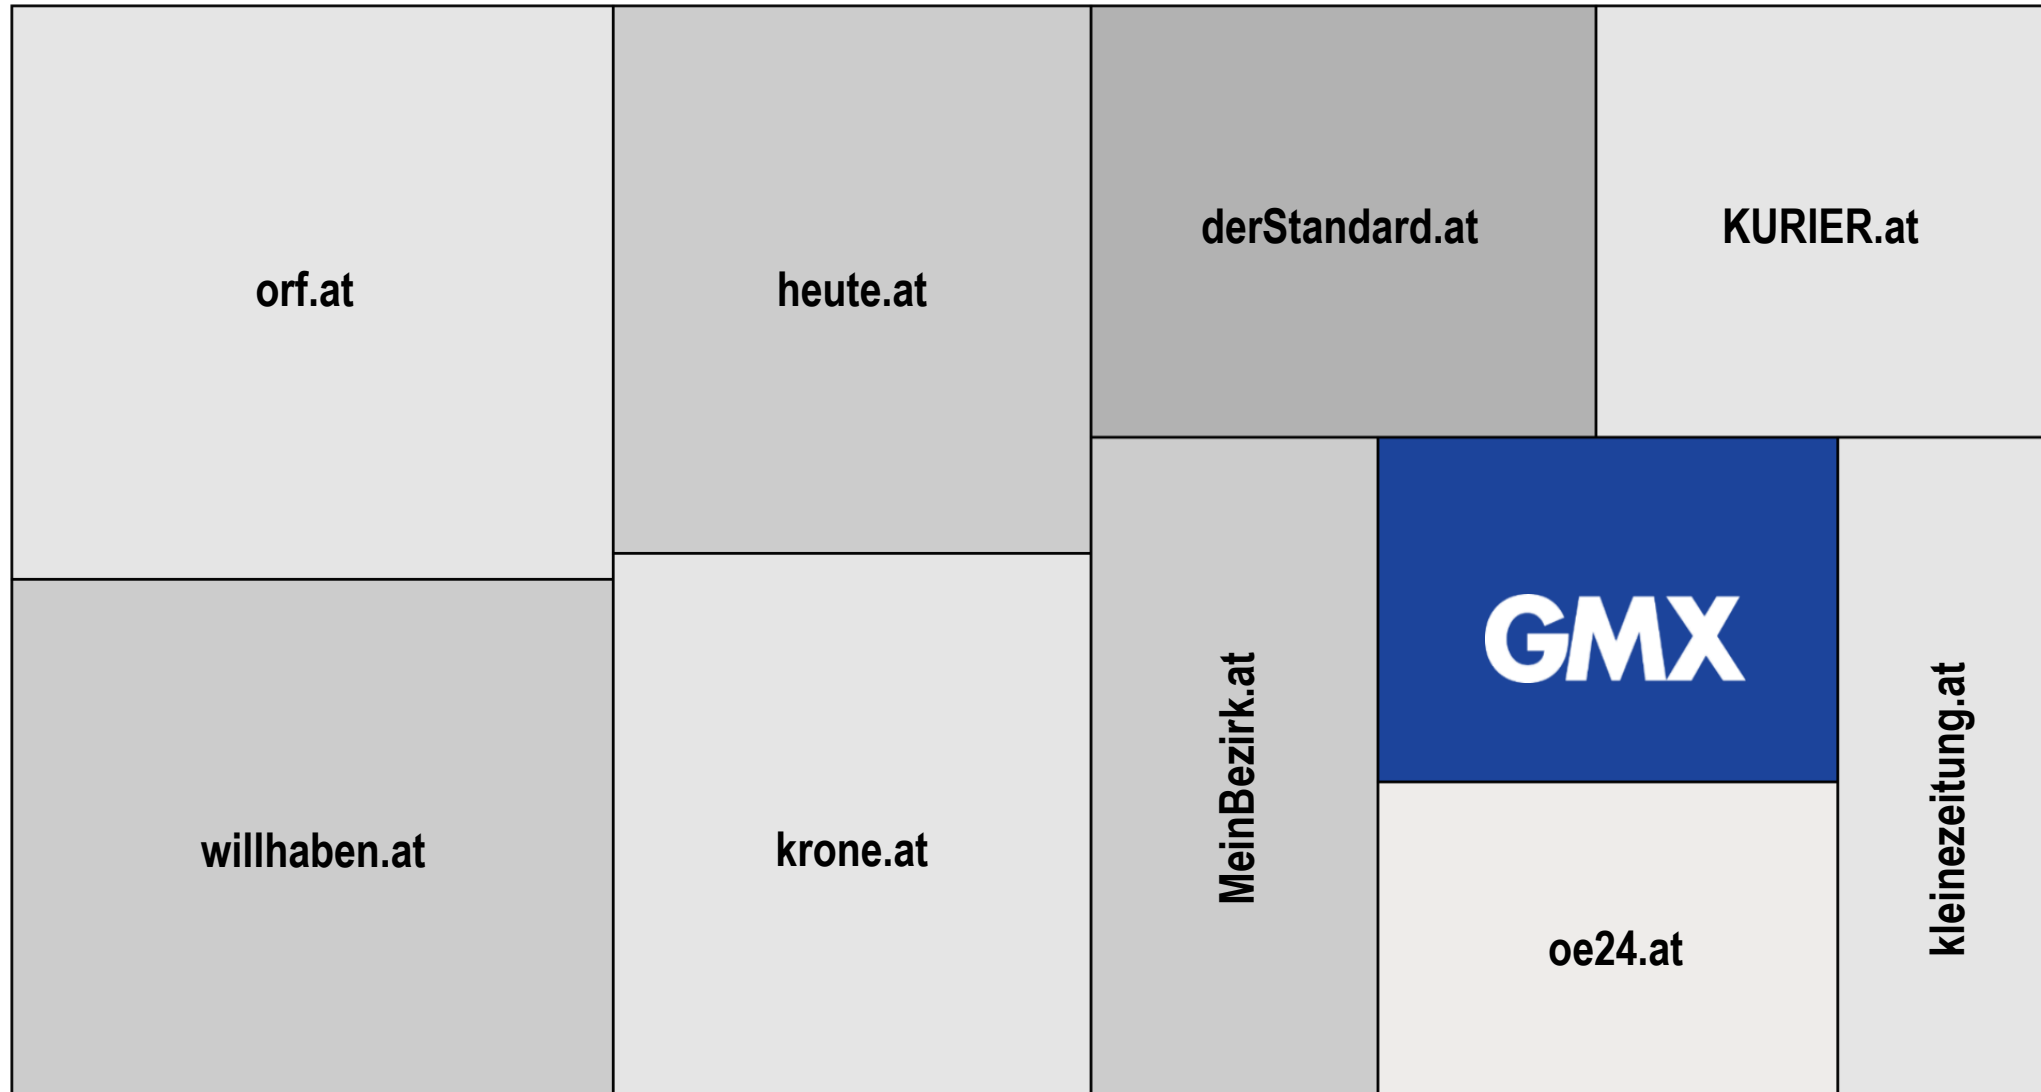 orf.at
heute.at
derStandard.at
KURIER.at
willhaben.at
krone.at
MeinBezirk.at
GMX
oe24.at
kleinezeitung.at